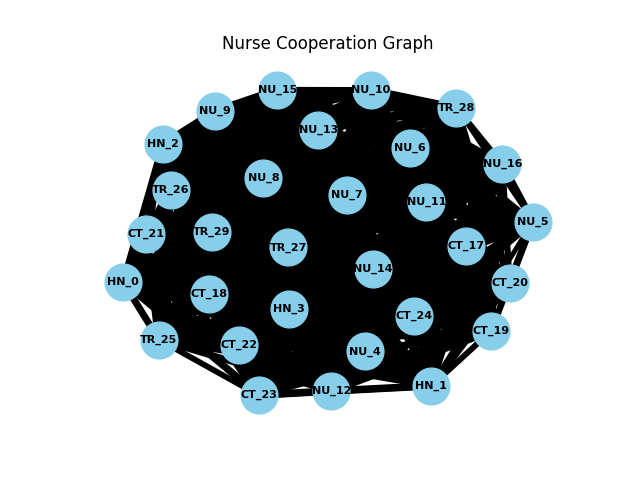 Nurse Cooperation Graph
NU_15
NU_10
NU_9
TR_28
NU_13
HN_2
NU_6
NU_16
NU_8
TR_26
NU_7
NU_11
NU_5
CT_21
TR_29
TR_27
CT_17
NU_14
HN_0
CT_20
CT_18
HN_3
CT_24
CT_19
TR_25
CT_22
NU_4
HN_1
NU_12
CT_23